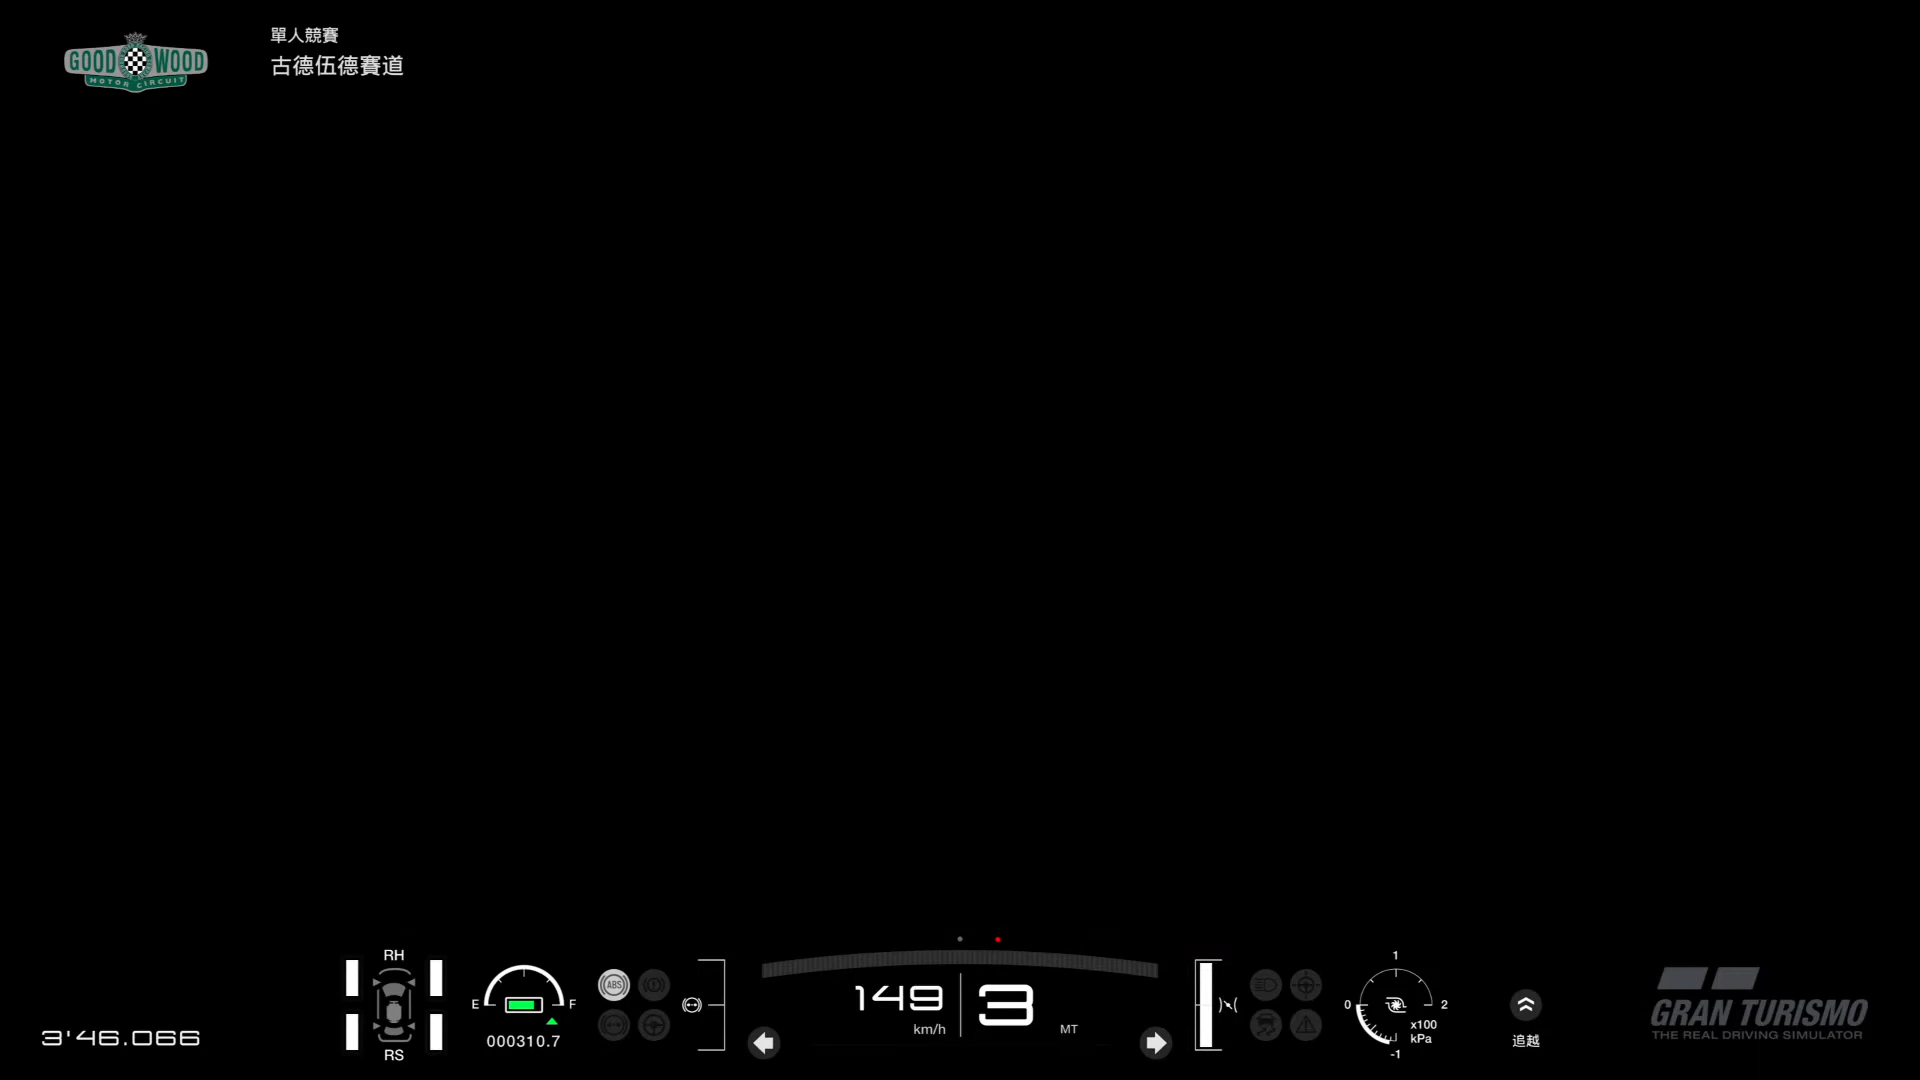 GOOD WOOD
MOTOR CIRCUIT
單人競賽
古德伍德賽道
3'46.066
RH
RS
E
F
000310.7
ABS
149
km/h
3
MT
1
0
2
x100
kPa
-1
追越
GRAN TURISMO
THE REAL DRIVING SIMULATOR